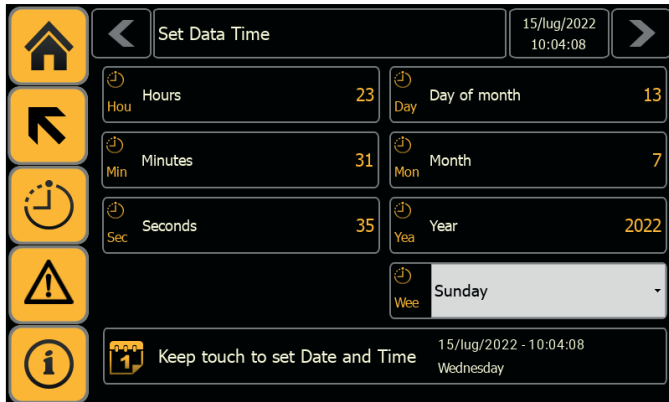 Set Data Time
15/lug/2022
10:04:08
Hou
Hours
23
Day
Day of month
13
Min
Minutes
31
Mon
Month
7
Sec
Seconds
35
Yea
Year
2022
Wee
Sunday
1
Keep touch to set Date and Time
15/lug/2022 - 10:04:08
Wednesday
i